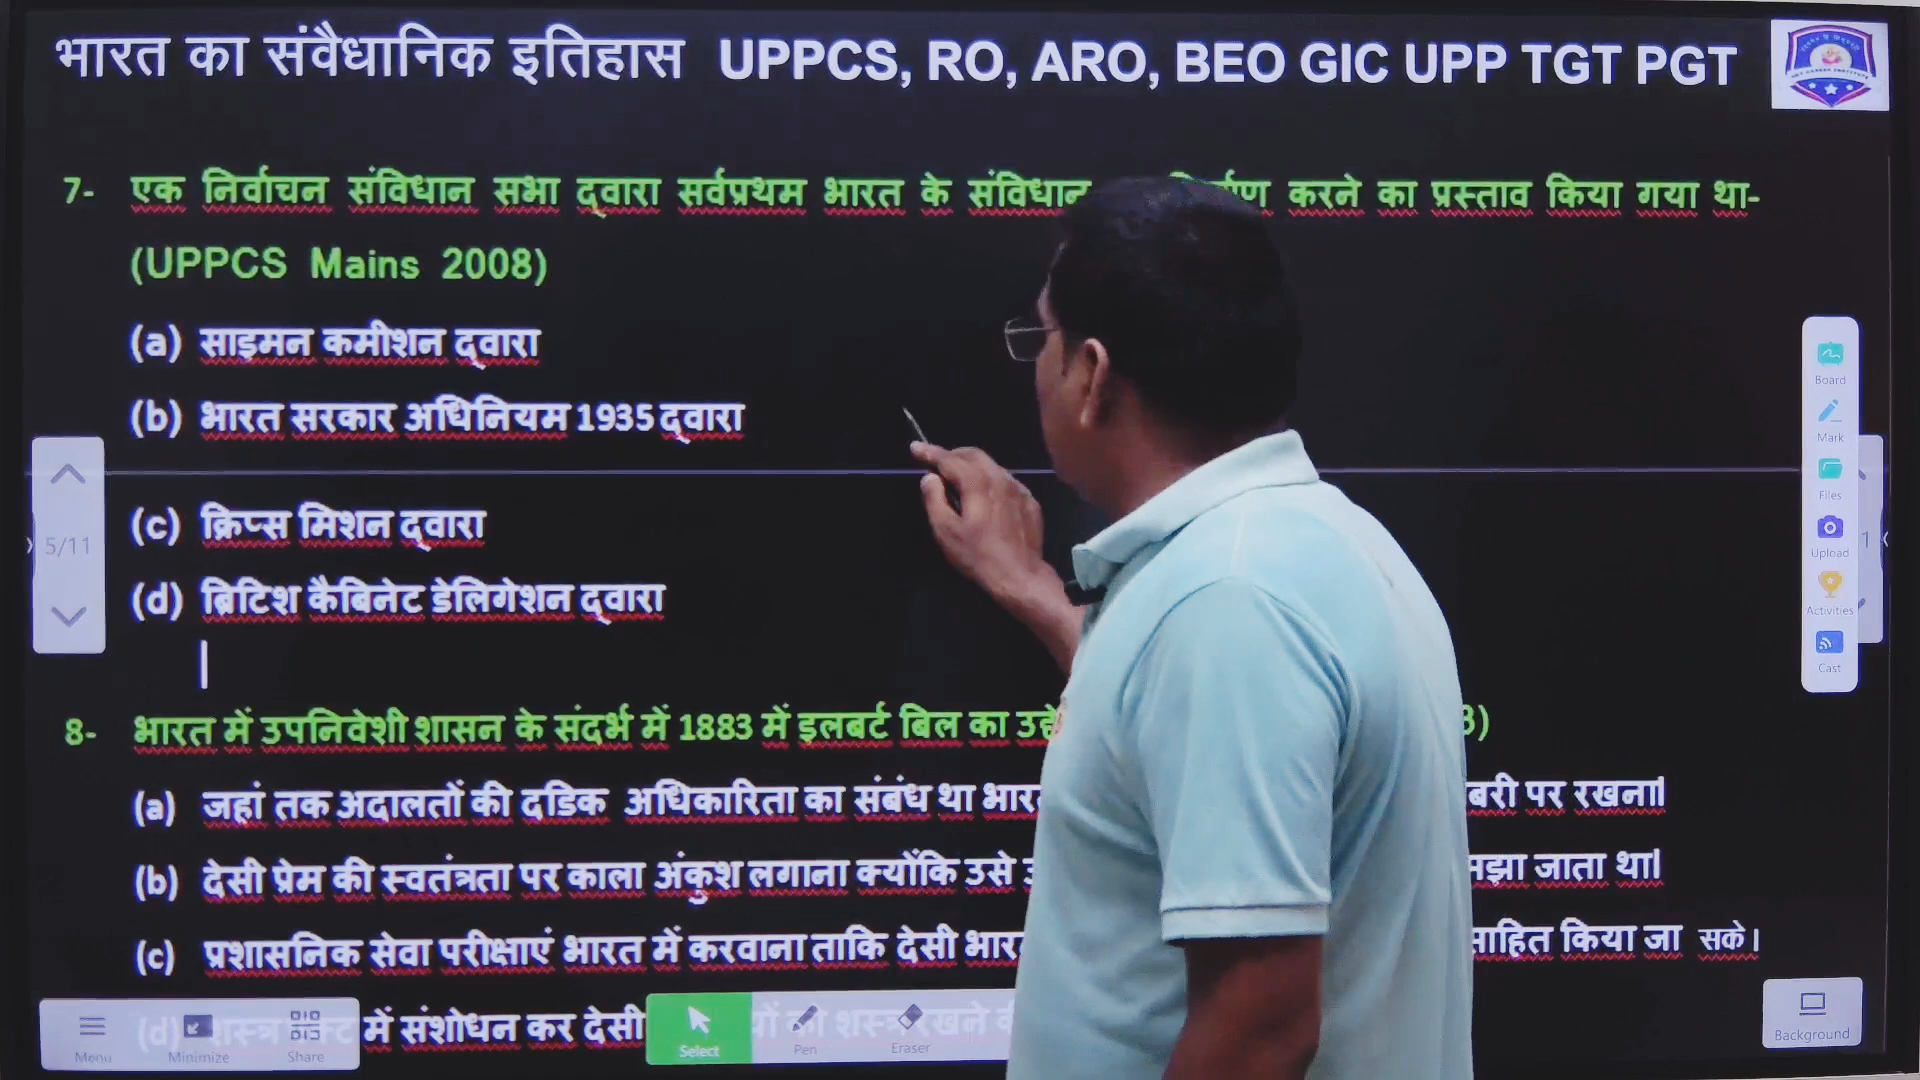 भारत का संवैधानिक इतिहास UPPCS, RO, ARO, BEO GIC UPP TGT PGT
7- एक निर्वाचन संविधान सभा द्वारा सर्वप्रथम भारत के संविधान करने का प्रस्ताव किया गया था-
(UPPCS Mains 2008)
(a) साइमन कमीशन द्वारा
(b) भारत सरकार अधिनियम 1935 द्वारा
(c) क्रिप्स मिशन द्वारा
(d) ब्रिटिश कैबिनेट डेलिगेशन द्वारा
8- भारत में उपनिवेशी शासन के संदर्भ में 1883 में इलबर्ट बिल का
(a) जहां तक अदालतों की दडिक अधिकारिता का संबंध था पर रखना।
(b) देसी प्रेम की स्वतंत्रता पर काला अंकुश लगाना क्योंकि उसे जाता था।
(c) प्रशासनिक सेवा परीक्षाएं भारत में करवाना ताकि देसी किया जा सके।
(d) में संशोधन कर देसी
5/11
Board
Mark
Files
Upload
Activities
Cast
1
Menu
Minimize
Share
Select
Pen
Eraser
Background